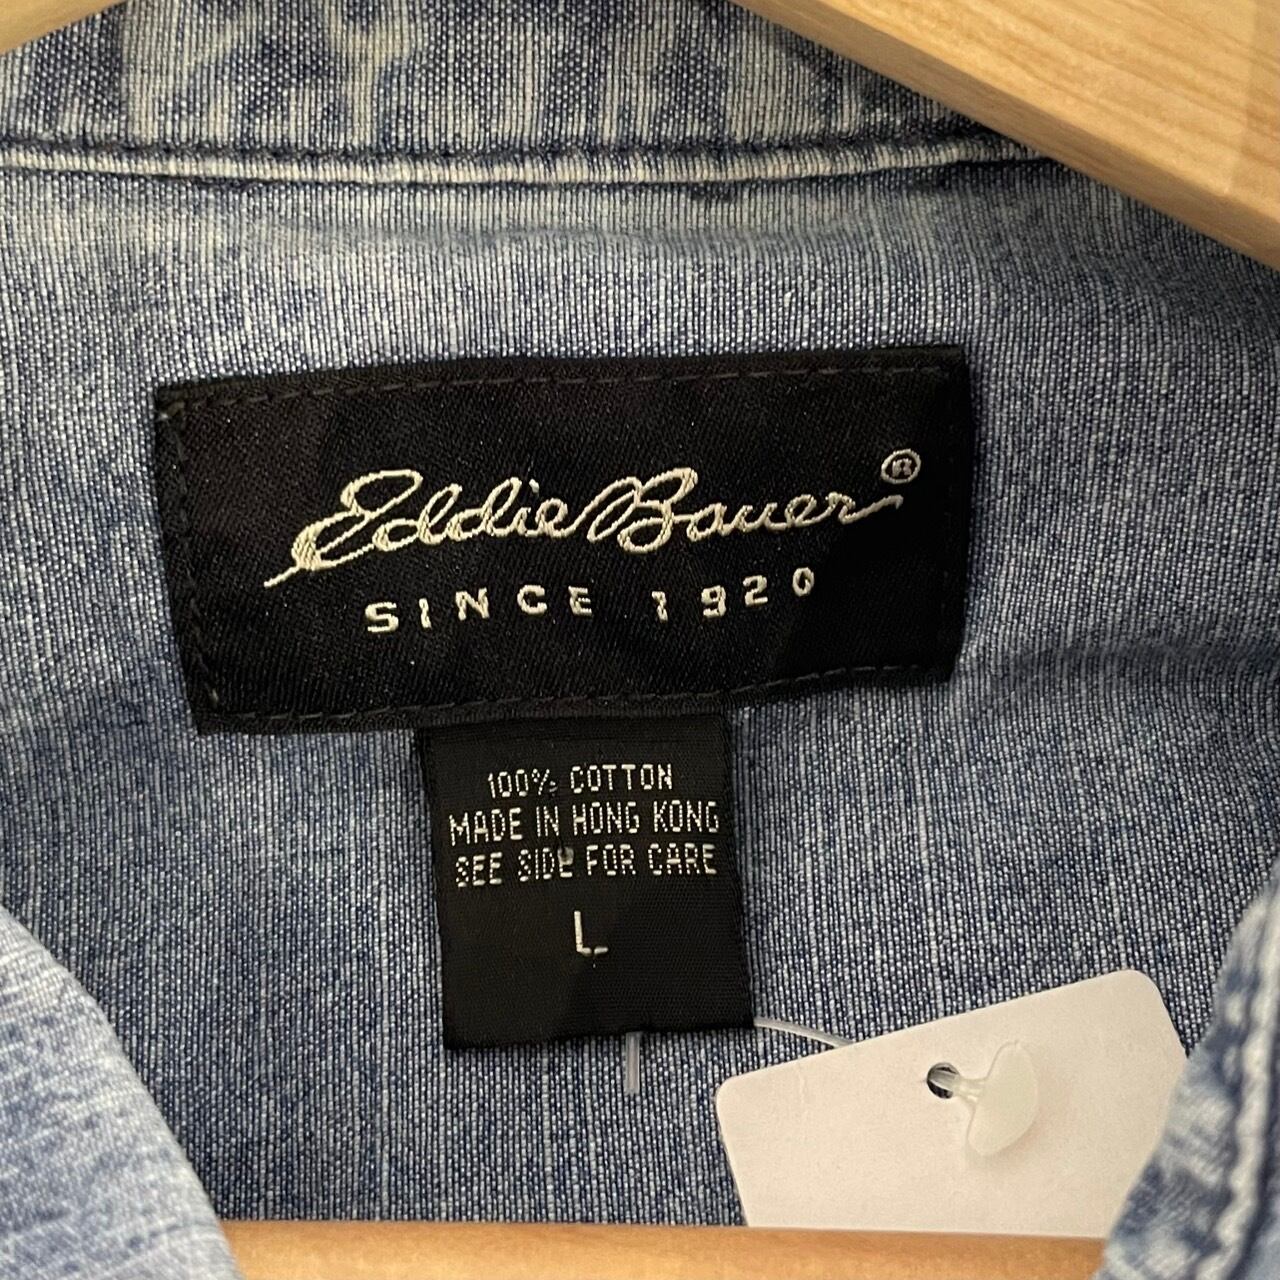 Eddie Bauer®
SINCE 1920
100% COTTON
MADE IN HONG KONG
SEE SIDE FOR CARE
L